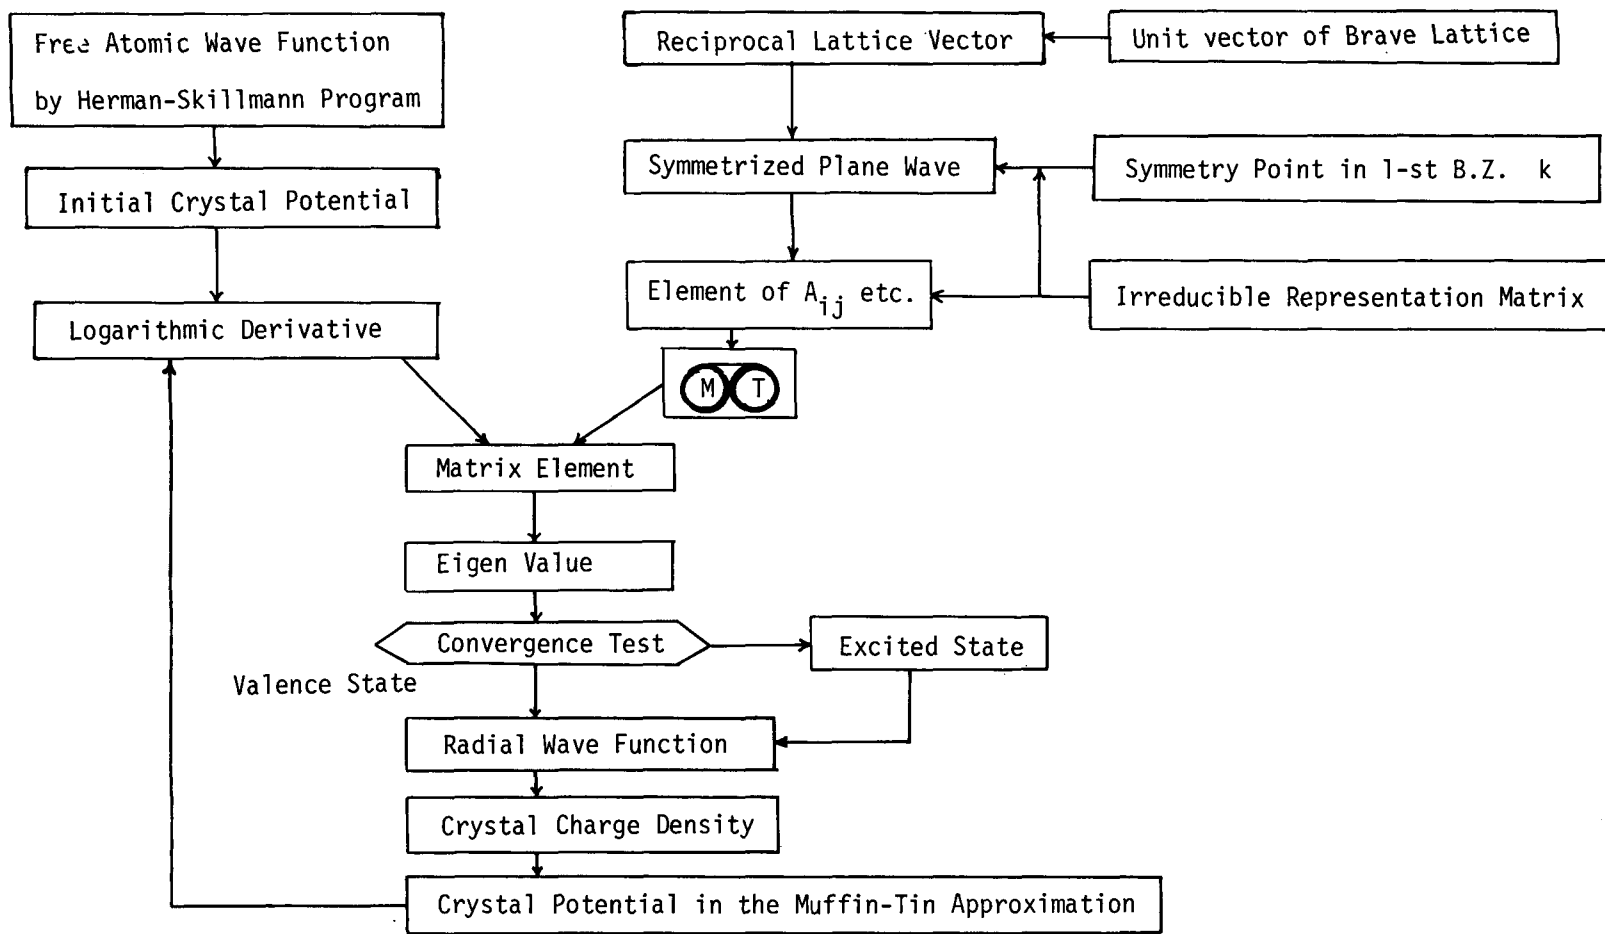 Free Atomic Wave Function
by Herman-Skillmann Program
Initial Crystal Potential
Logarithmic Derivative
Reciprocal Lattice Vector
Unit vector of Brave Lattice
Symmetrized Plane Wave
Symmetry Point in 1-st B.Z. k
Element of A_ij etc.
Irreducible Representation Matrix
M T
Matrix Element
Eigen Value
Convergence Test
Excited State
Valence State
Radial Wave Function
Crystal Charge Density
Crystal Potential in the Muffin-Tin Approximation